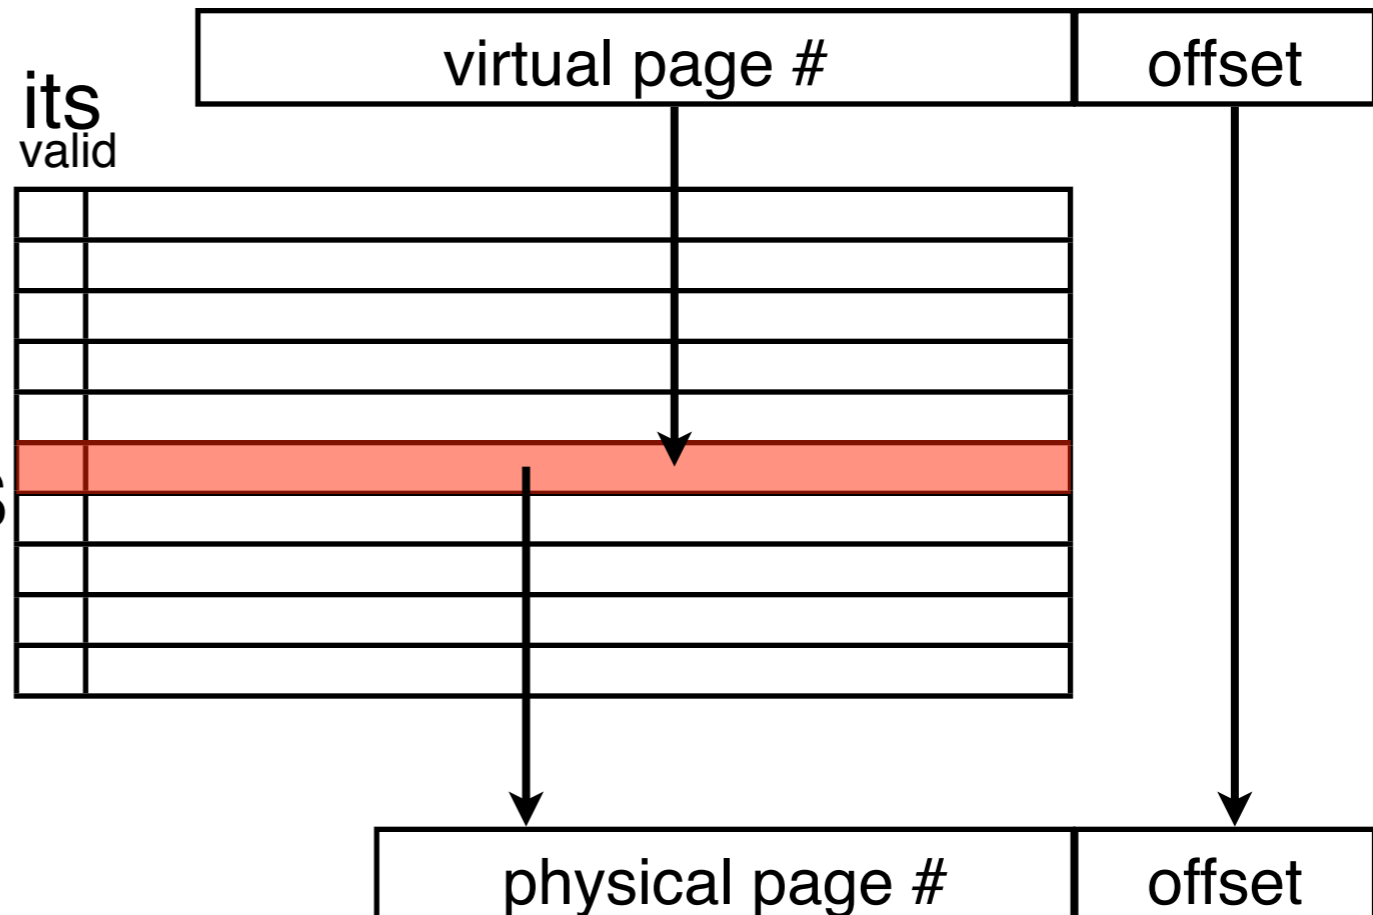 virtual page # offset
its
valid
physical page # offset